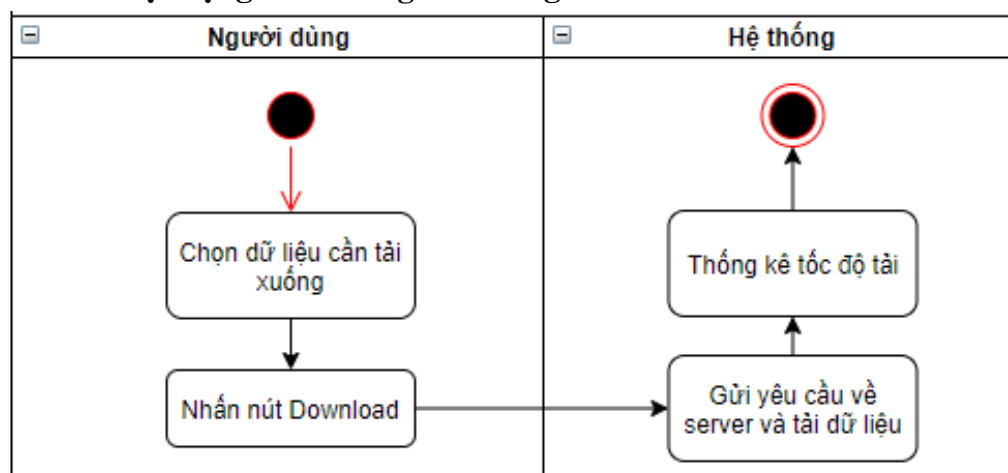 Người dùng
Hệ thống
Chọn dữ liệu cần tải
xuống
Nhấn nút Download
Gửi yêu cầu về
server và tải dữ liệu
Thống kê tốc độ tải